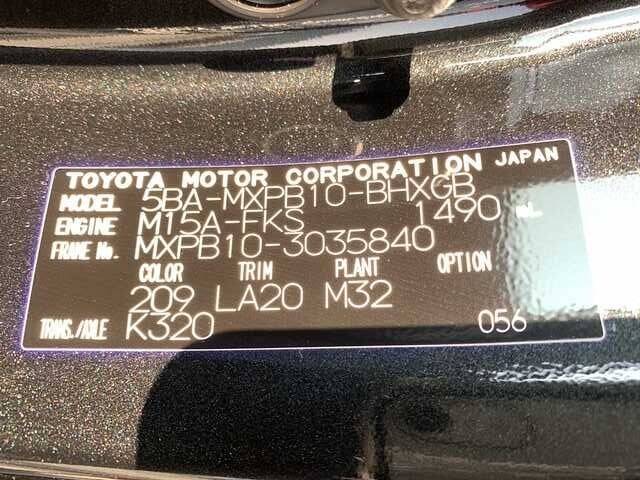 TOYOTA MOTOR CORPORATION JAPAN
MODEL 5BA-MXPB10-BHXGB
ENGINE M15A-FKS 1490 mL
FRAME No. MXPB10-3035840
COLOR TRIM PLANT OPTION
209 LA20 M32
TRANS./AXLE K320 056